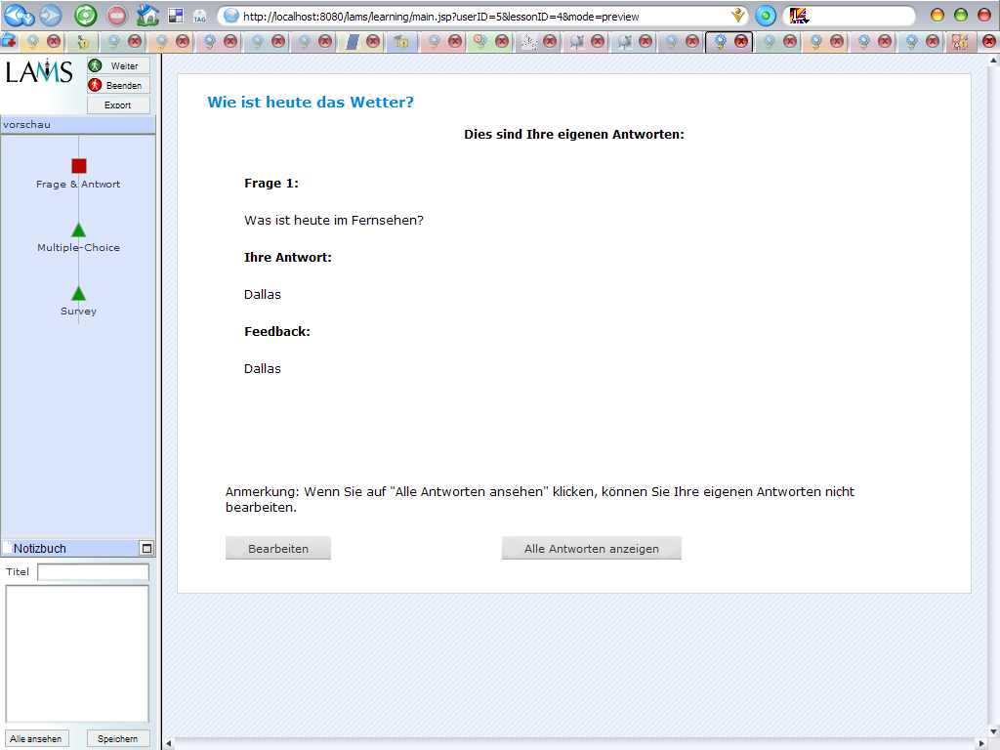 TAG
http://localhost:8080/lams/learning/main.jsp?userID=5&lessonID=4&mode=preview
LAMS
Weiter
Beenden
Export
vorschau
Frage & Antwort
Multiple-Choice
Survey
Notizbuch
Titel
Alle ansehen
Speichern
Wie ist heute das Wetter?
Dies sind Ihre eigenen Antworten:
Frage 1:
Was ist heute im Fernsehen?
Ihre Antwort:
Dallas
Feedback:
Dallas
Anmerkung: Wenn Sie auf "Alle Antworten ansehen" klicken, können Sie Ihre eigenen Antworten nicht
bearbeiten.
Bearbeiten
Alle Antworten anzeigen